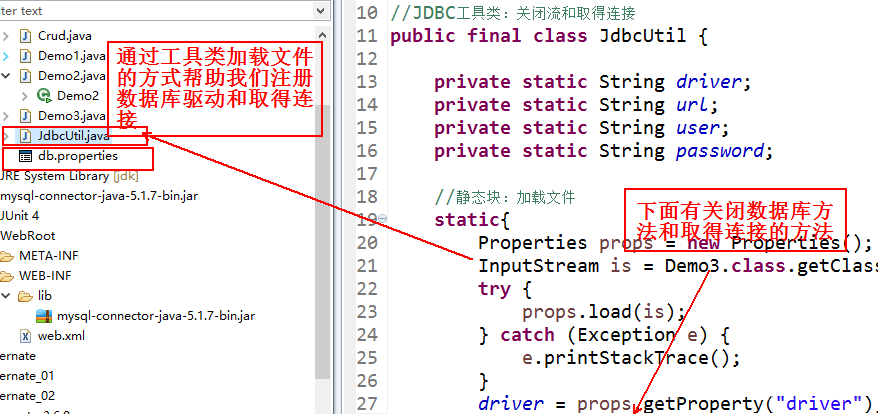 ter text
Crud.java
Demo1.java
Demo2.java
Demo2
Demo3.java
JdbcUtil.java
db.properties
JRE System Library [jdk]
mysql-connector-java-5.1.7-bin.jar
JUnit 4
WebRoot
META-INF
WEB-INF
lib
mysql-connector-java-5.1.7-bin.jar
web.xml
ernate
ernate_01
ernate_02
通过工具类加载文件
的方式帮助我们注册
数据库驱动和取得连
接
10 //JDBC工具类：关闭流和取得连接
11 public final class JdbcUtil {
12
13 private static String driver;
14 private static String url;
15 private static String user;
16 private static String password;
17
18 //静态块：加载文件
19 static{
20 Properties props = new Properties();
21 InputStream is = Demo3.class.getClass
22 try {
23 props.load(is);
24 } catch (Exception e) {
25 e.printStackTrace();
26 }
27 driver = props.getProperty("driver")
下面有关闭数据库方
法和取得连接的方法